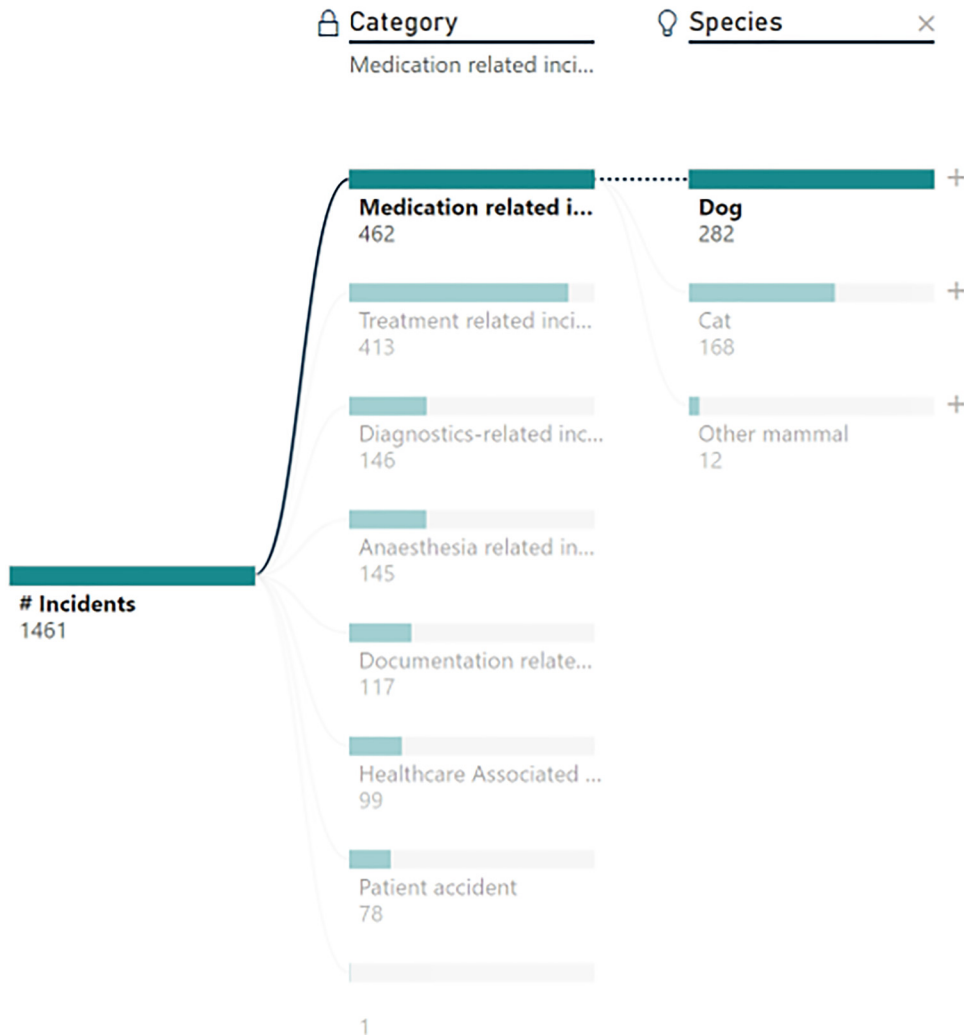 Category
Medication related inci...
Species
# Incidents
1461
Medication related i...
462
Treatment related inci...
413
Diagnostics-related inc...
146
Anaesthesia related in...
145
Documentation relate...
117
Healthcare Associated ...
99
Patient accident
78
1
Dog
282
Cat
168
Other mammal
12